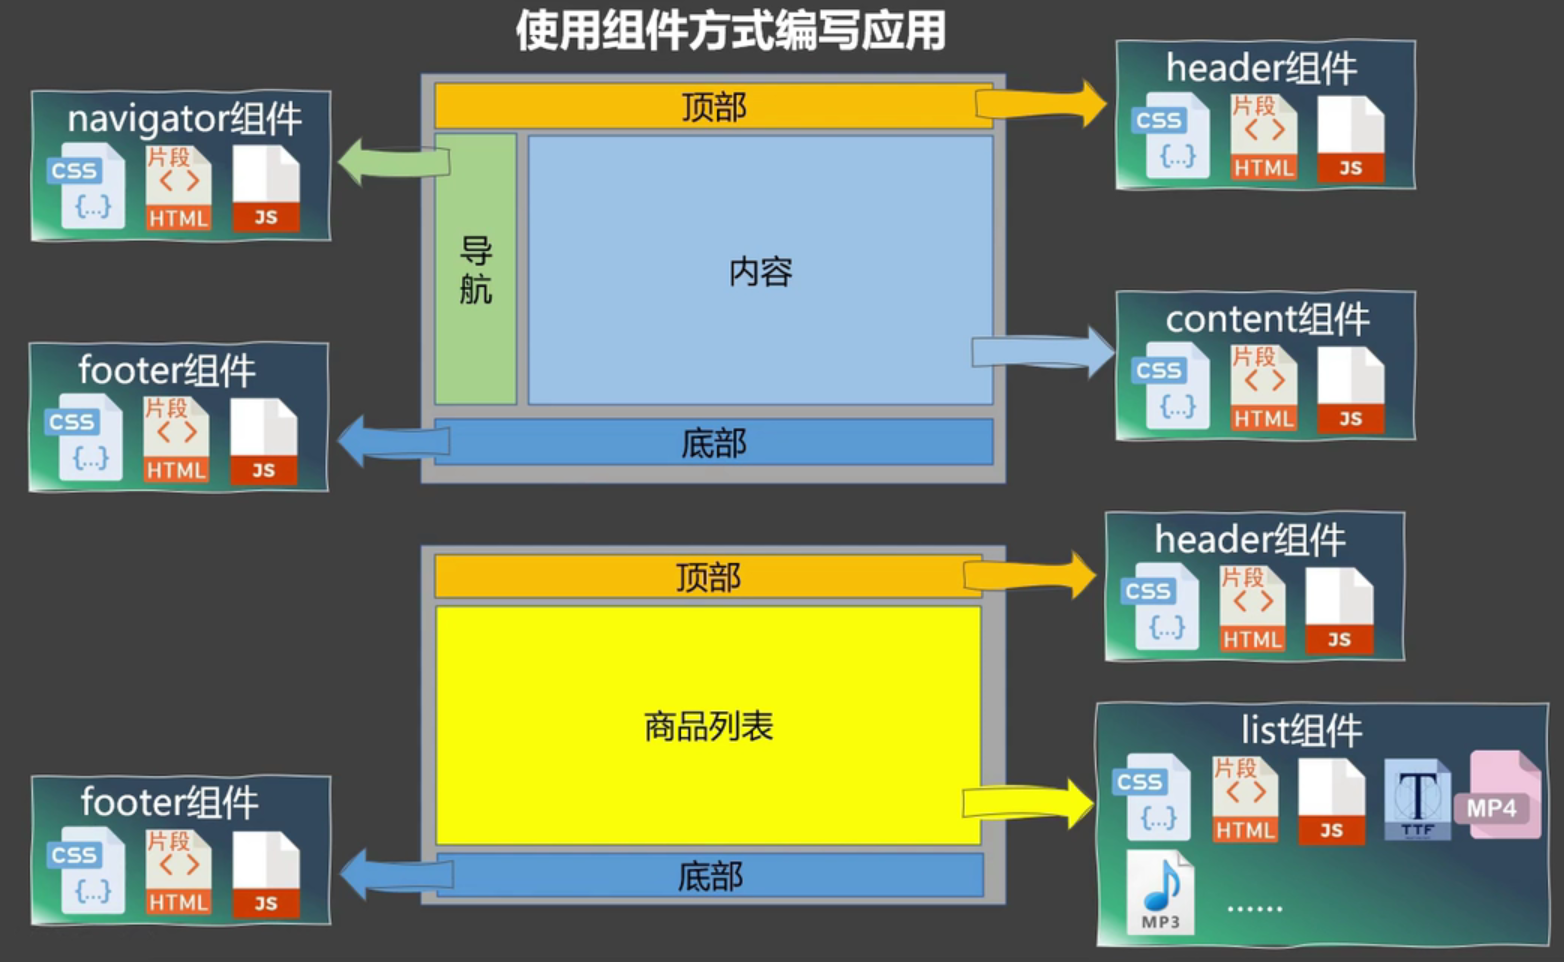 使用组件方式编写应用
navigator组件
CSS
{...}
片段
< >
HTML
JS
顶部
导航
内容
底部
header组件
CSS
{...}
片段
< >
HTML
JS
footer组件
CSS
{...}
片段
< >
HTML
JS
content组件
CSS
{...}
片段
< >
HTML
JS
顶部
商品列表
底部
header组件
CSS
{...}
片段
< >
HTML
JS
footer组件
CSS
{...}
片段
< >
HTML
JS
list组件
CSS
{...}
片段
< >
HTML
JS
T
TTF
MP4
MP3
......